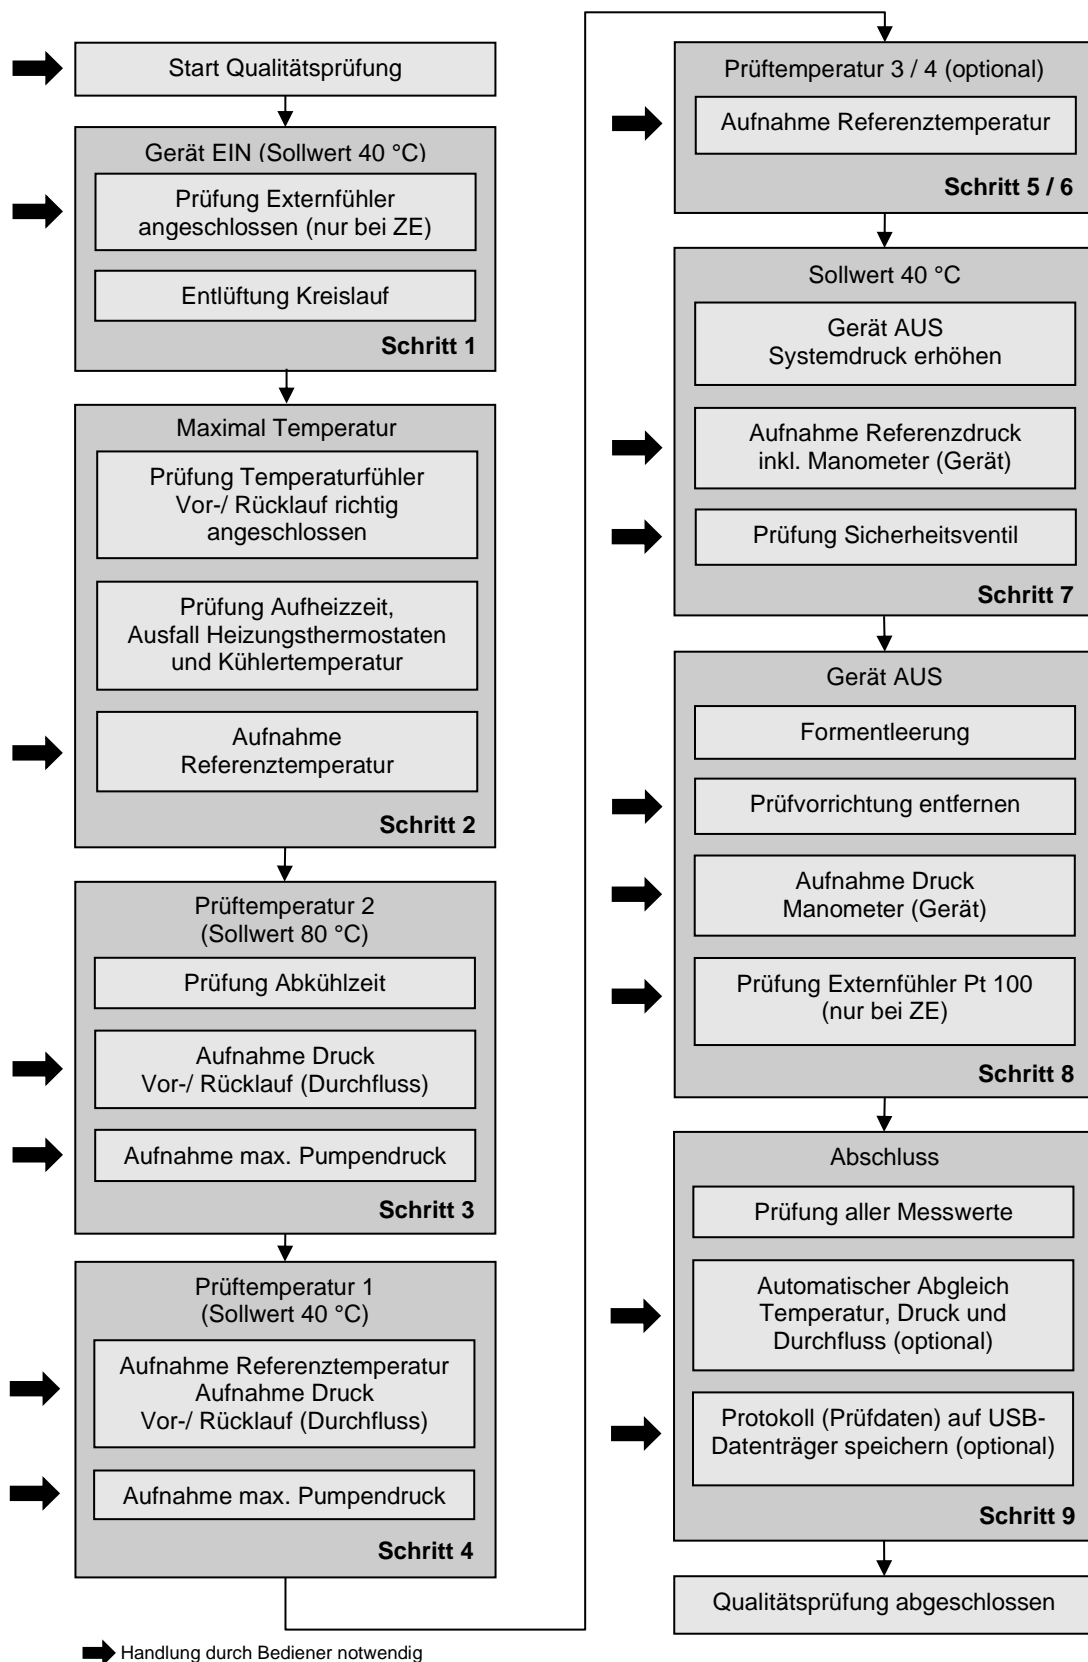 Start Qualitätsprüfung
Gerät EIN (Sollwert 40 °C)
Prüfung Externfühler
angeschlossen (nur bei ZE)
Entlüftung Kreislauf
Schritt 1
Maximal Temperatur
Prüfung Temperaturfühler
Vor-/ Rücklauf richtig
angeschlossen
Prüfung Aufheizzeit,
Ausfall Heizungsthermostaten
und Kühlertemperatur
Aufnahme
Referenztemperatur
Schritt 2
Prüftemperatur 2
(Sollwert 80 °C)
Prüfung Abkühlzeit
Aufnahme Druck
Vor-/ Rücklauf (Durchfluss)
Aufnahme max. Pumpendruck
Schritt 3
Prüftemperatur 1
(Sollwert 40 °C)
Aufnahme Referenztemperatur
Aufnahme Druck
Vor-/ Rücklauf (Durchfluss)
Aufnahme max. Pumpendruck
Schritt 4
Prüftemperatur 3 / 4 (optional)
Aufnahme Referenztemperatur
Schritt 5 / 6
Sollwert 40 °C
Gerät AUS
Systemdruck erhöhen
Aufnahme Referenzdruck
inkl. Manometer (Gerät)
Prüfung Sicherheitsventil
Schritt 7
Gerät AUS
Formentleerung
Prüfvorrichtung entfernen
Aufnahme Druck
Manometer (Gerät)
Prüfung Externfühler Pt 100
(nur bei ZE)
Schritt 8
Abschluss
Prüfung aller Messwerte
Automatischer Abgleich
Temperatur, Druck und
Durchfluss (optional)
Protokoll (Prüfdaten) auf USB-
Datenträger speichern (optional)
Schritt 9
Qualitätsprüfung abgeschlossen
Handlung durch Bediener notwendig